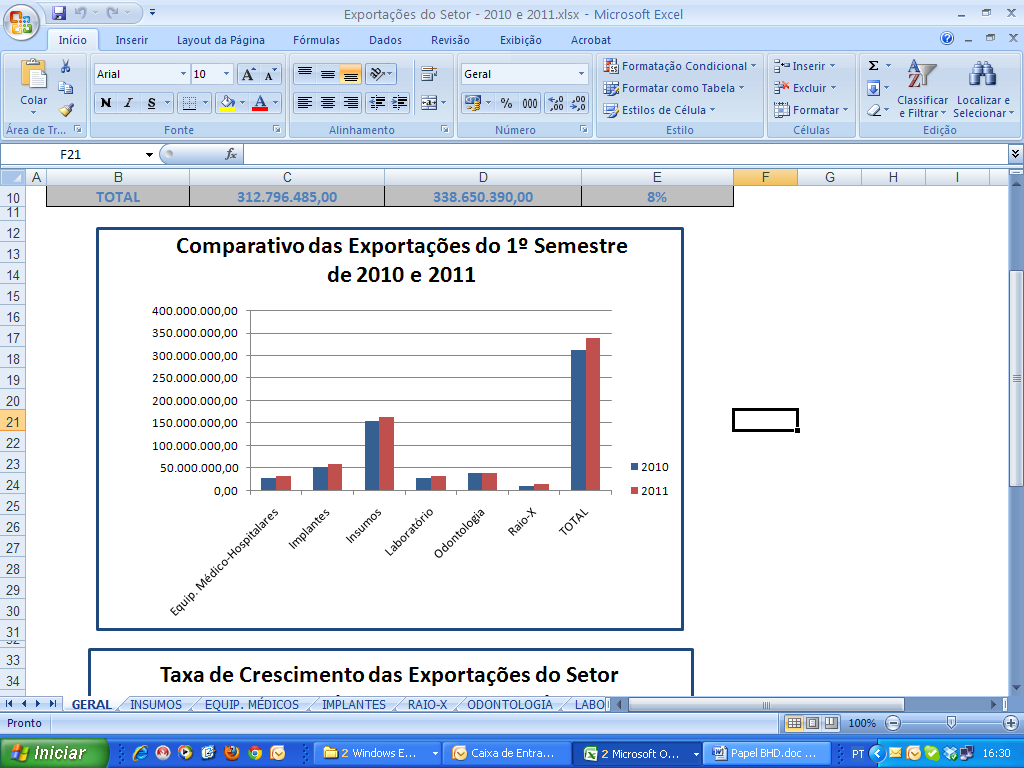 Exportações do Setor - 2010 e 2011.xlsx - Microsoft Excel
Início Inserir Layout da Página Fórmulas Dados Revisão Exibição Acrobat
Colar
Área de Tr...
Arial 10
N I S
Fonte
Alinhamento
Geral
% 000
Número
Formatação Condicional
Formatar como Tabela
Estilos de Célula
Estilo
Inserir
Excluir
Formatar
Células
Classificar e Filtrar
Localizar e Selecionar
Edição
F21 fx
A B C D E F G H I
10 TOTAL 312.796.485,00 338.650.390,00 8%
11
12
13
14
15
16
17
18
19
20
21
22
23
24
25
26
27
28
29
30
31
32
33
34
Comparativo das Exportações do 1º Semestre
de 2010 e 2011
400.000.000,00
350.000.000,00
300.000.000,00
250.000.000,00
200.000.000,00
150.000.000,00
100.000.000,00
50.000.000,00
0,00
Equip. Médico-Hospitalares
Implantes
Insumos
Laboratório
Odontologia
Raio-X
TOTAL
2010
2011
Taxa de Crescimento das Exportações do Setor
GERAL INSUMOS EQUIP. MÉDICOS IMPLANTES RAIO-X ODONTOLOGIA LABO
Pronto 100%
Iniciar 2 Windows E... Caixa de Entra... 2 Microsoft O... Papel BHD.doc ... PT 16:30